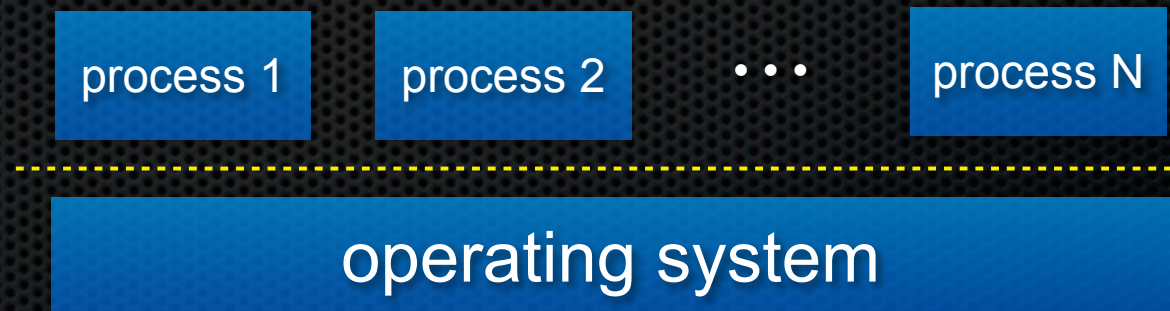 process 1 process 2 ... process N
operating system